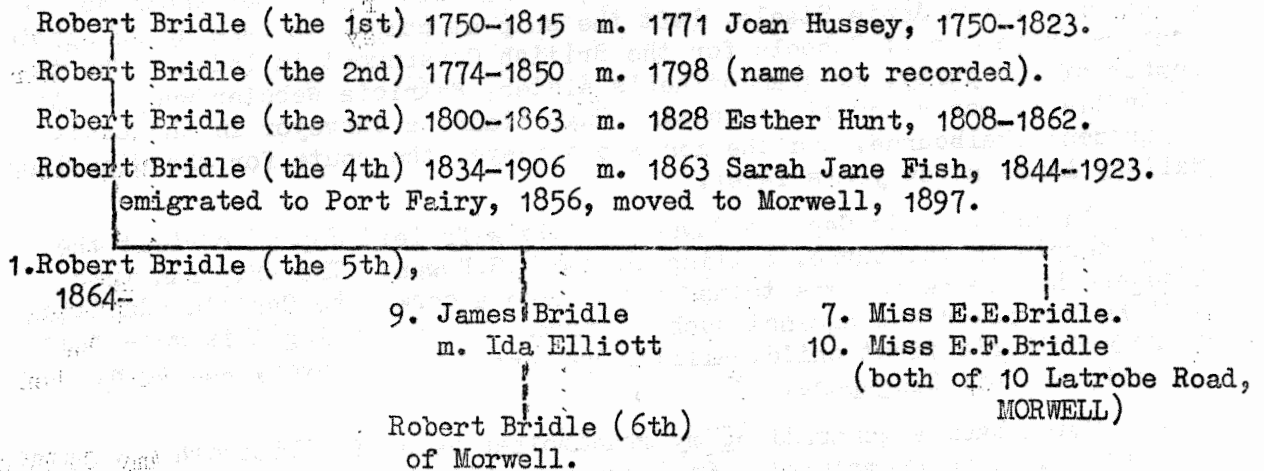 Robert Bridle (the 1st) 1750-1815 m. 1771 Joan Hussey, 1750-1823.
Robert Bridle (the 2nd) 1774-1850 m. 1798 (name not recorded).
Robert Bridle (the 3rd) 1800-1863 m. 1828 Esther Hunt, 1808-1862.
Robert Bridle (the 4th) 1834-1906 m. 1863 Sarah Jane Fish, 1844-1923.
emigrated to Port Fairy, 1856, moved to Morwell, 1897.
1.Robert Bridle (the 5th),
1864-
9. James Bridle
m. Ida Elliott
7. Miss E.E.Bridle.
10. Miss E.F.Bridle
(both of 10 Latrobe Road,
MORWELL)
Robert Bridle (6th)
of Morwell.